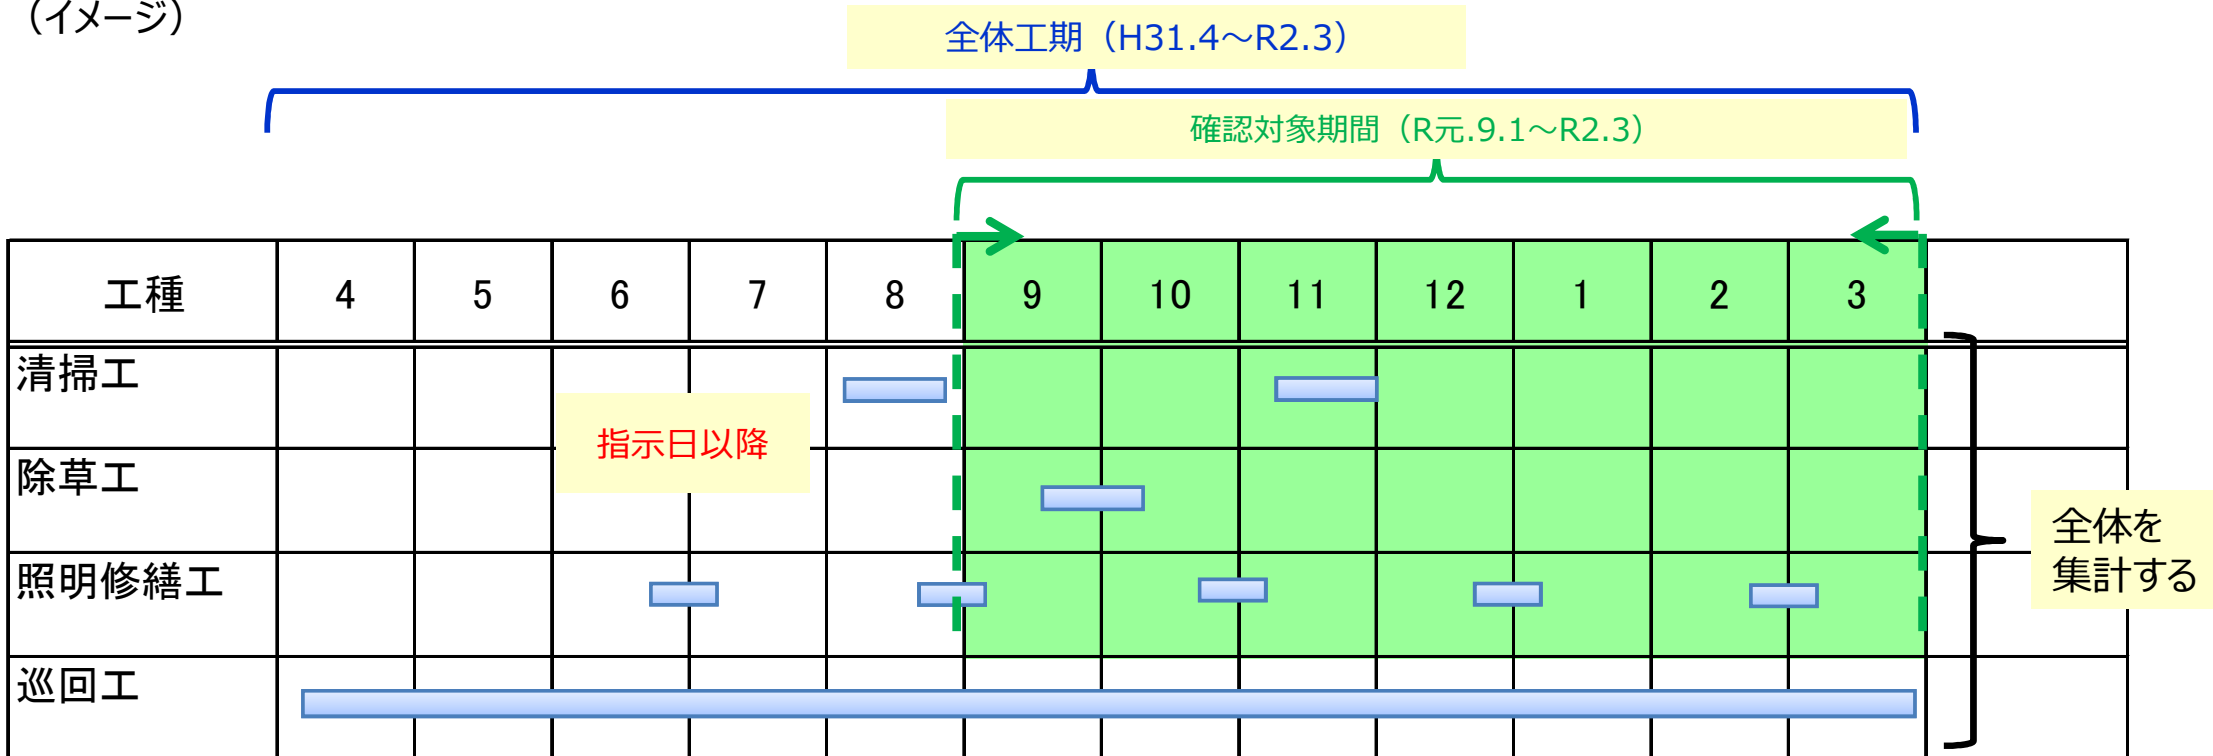 （イメージ）
全体工期（H31.4～R2.3）
確認対象期間（R元.9.1～R2.3）
工種 4 5 6 7 8 9 10 11 12 1 2 3
清掃工
指示日以降
除草工
全体を
集計する
照明修繕工
巡回工